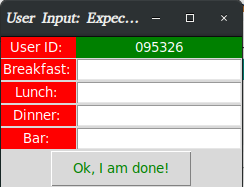 User Input: Expec...
User ID: 095326
Breakfast:
Lunch:
Dinner:
Bar:
Ok, I am done!